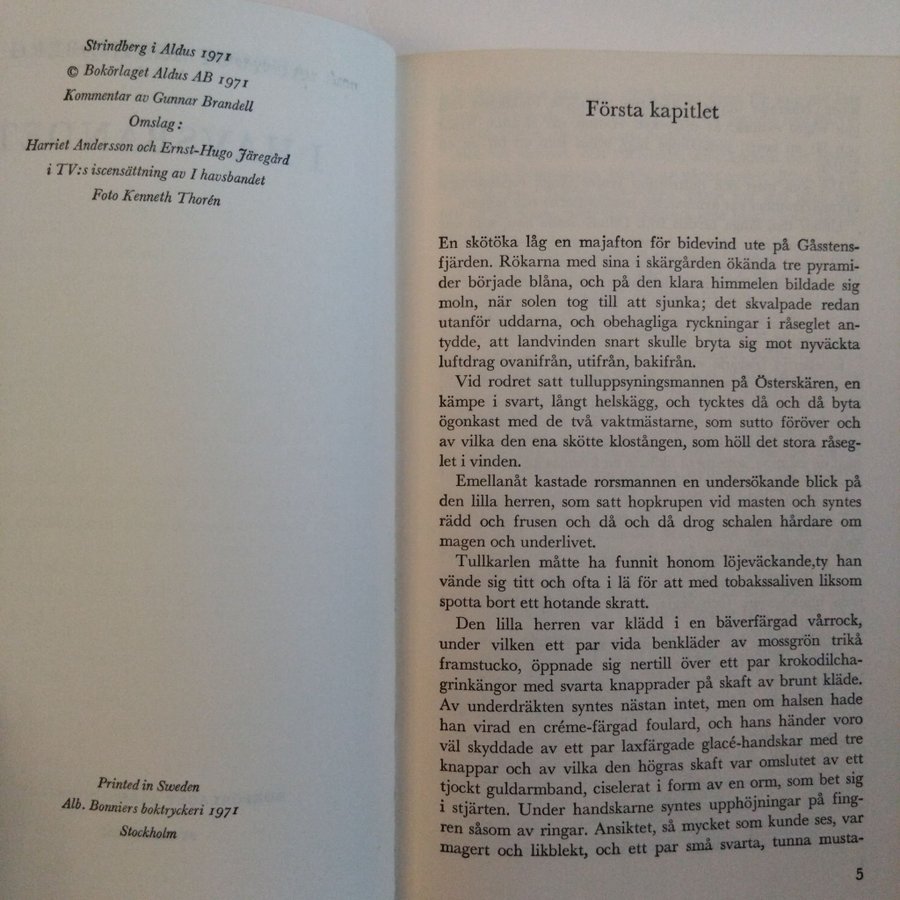 Strindberg i Aldus 1971
© Bokörlaget Aldus AB 1971
Kommentar av Gunnar Brandell
Omslag:
Harriet Andersson och Ernst-Hugo Järegård
i TV:s iscensättning av I havsbandet
Foto Kenneth Thorén
Printed in Sweden
Alb. Bonniers boktryckeri 1971
Stockholm
Första kapitlet
En skötöka låg en majafton för bidevind ute på Gåsstens-
fjärden. Rökarna med sina i skärgården ökända tre pyrami-
der började blåna, och på den klara himmelen bildade sig
moln, när solen tog till att sjunka; det skvalpade redan
utanför uddarna, och obehagliga ryckningar i råseglet an-
tydde, att landvinden snart skulle bryta sig mot nyväckta
luftdrag ovanifrån, utifrån, bakifrån.
Vid rodret satt tulluppsyningsmannen på Österskären, en
kämpe i svart, långt helskägg, och tycktes då och då byta
ögonkast med de två vaktmästarne, som sutto föröver och
av vilka den ena skötte klostången, som höll det stora råseg-
let i vinden.
Emellanåt kastade rorsmannen en undersökande blick på
den lilla herren, som satt hopkrupen vid masten och syntes
rädd och frusen och då och då drog schalen hårdare om
magen och underlivet.
Tullkarlen måtte ha funnit honom löjeväckande,ty han
vände sig titt och ofta i lä för att med tobakssaliven liksom
spotta bort ett hotande skratt.
Den lilla herren var klädd i en bäverfärgad vårrock,
under vilken ett par vida benkläder av mossgrön trikå
framstucko, öppnade sig nertill över ett par krokodilcha-
grinkängor med svarta knapprader på skaft av brunt kläde.
Av underdräkten syntes nästan intet, men om halsen hade
han virad en créme-färgad foulard, och hans händer voro
väl skyddade av ett par laxfärgade glacé-handskar med tre
knappar och av vilka den högras skaft var omslutet av ett
tjockt guldarmband, ciselerat i form av en orm, som bet sig
i stjärten. Under handskarne syntes upphöjningar på fing-
ren såsom av ringar. Ansiktet, så mycket som kunde ses, var
magert och likblekt, och ett par små svarta, tunna musta-
5